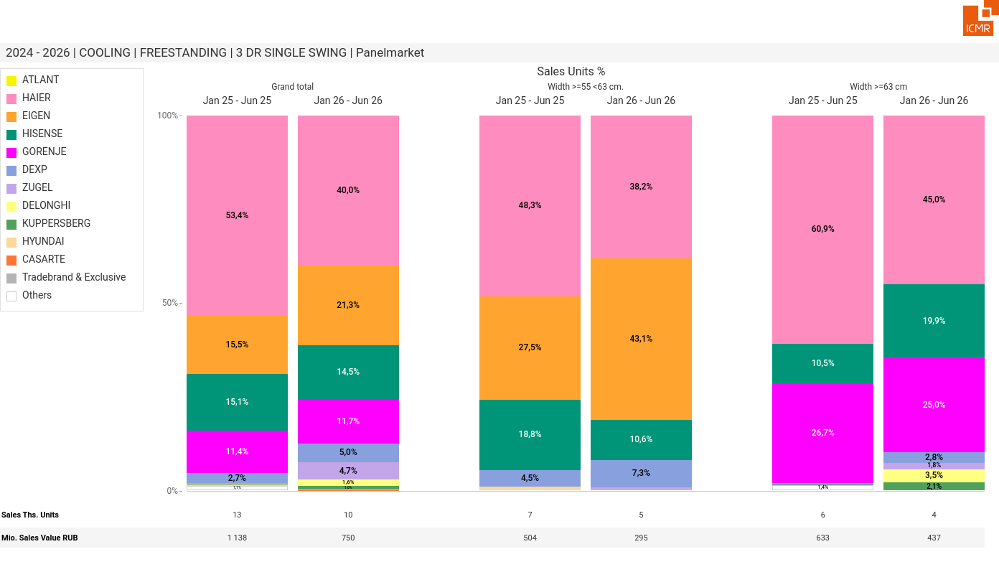 ICMR
2024 - 2026 | COOLING | FREESTANDING | 3 DR SINGLE SWING | Panelmarket
ATLANT
HAIER
EIGEN
HISENSE
GORENJE
DEXP
ZUGEL
DELONGHI
KUPPERSBERG
HYUNDAI
CASARTE
Tradebrand & Exclusive
Others
Sales Units %
Grand total Width >=55 <63 cm. Width >=63 cm
Jan 25 - Jun 25 Jan 26 - Jun 26 Jan 25 - Jun 25 Jan 26 - Jun 26 Jan 25 - Jun 25 Jan 26 - Jun 26
100%
50%
0%
53,4%
15,5%
15,1%
11,4%
2,7%
1,1%
40,0%
21,3%
14,5%
11,7%
5,0%
4,7%
1,6%
1,0%
48,3%
27,5%
18,8%
4,5%
38,2%
43,1%
10,6%
7,3%
60,9%
10,5%
26,7%
1,4%
45,0%
19,9%
25,0%
2,8%
1,8%
3,5%
2,1%
Sales Ths. Units 13 10 7 5 6 4
Mio. Sales Value RUB 1 138 750 504 295 633 437